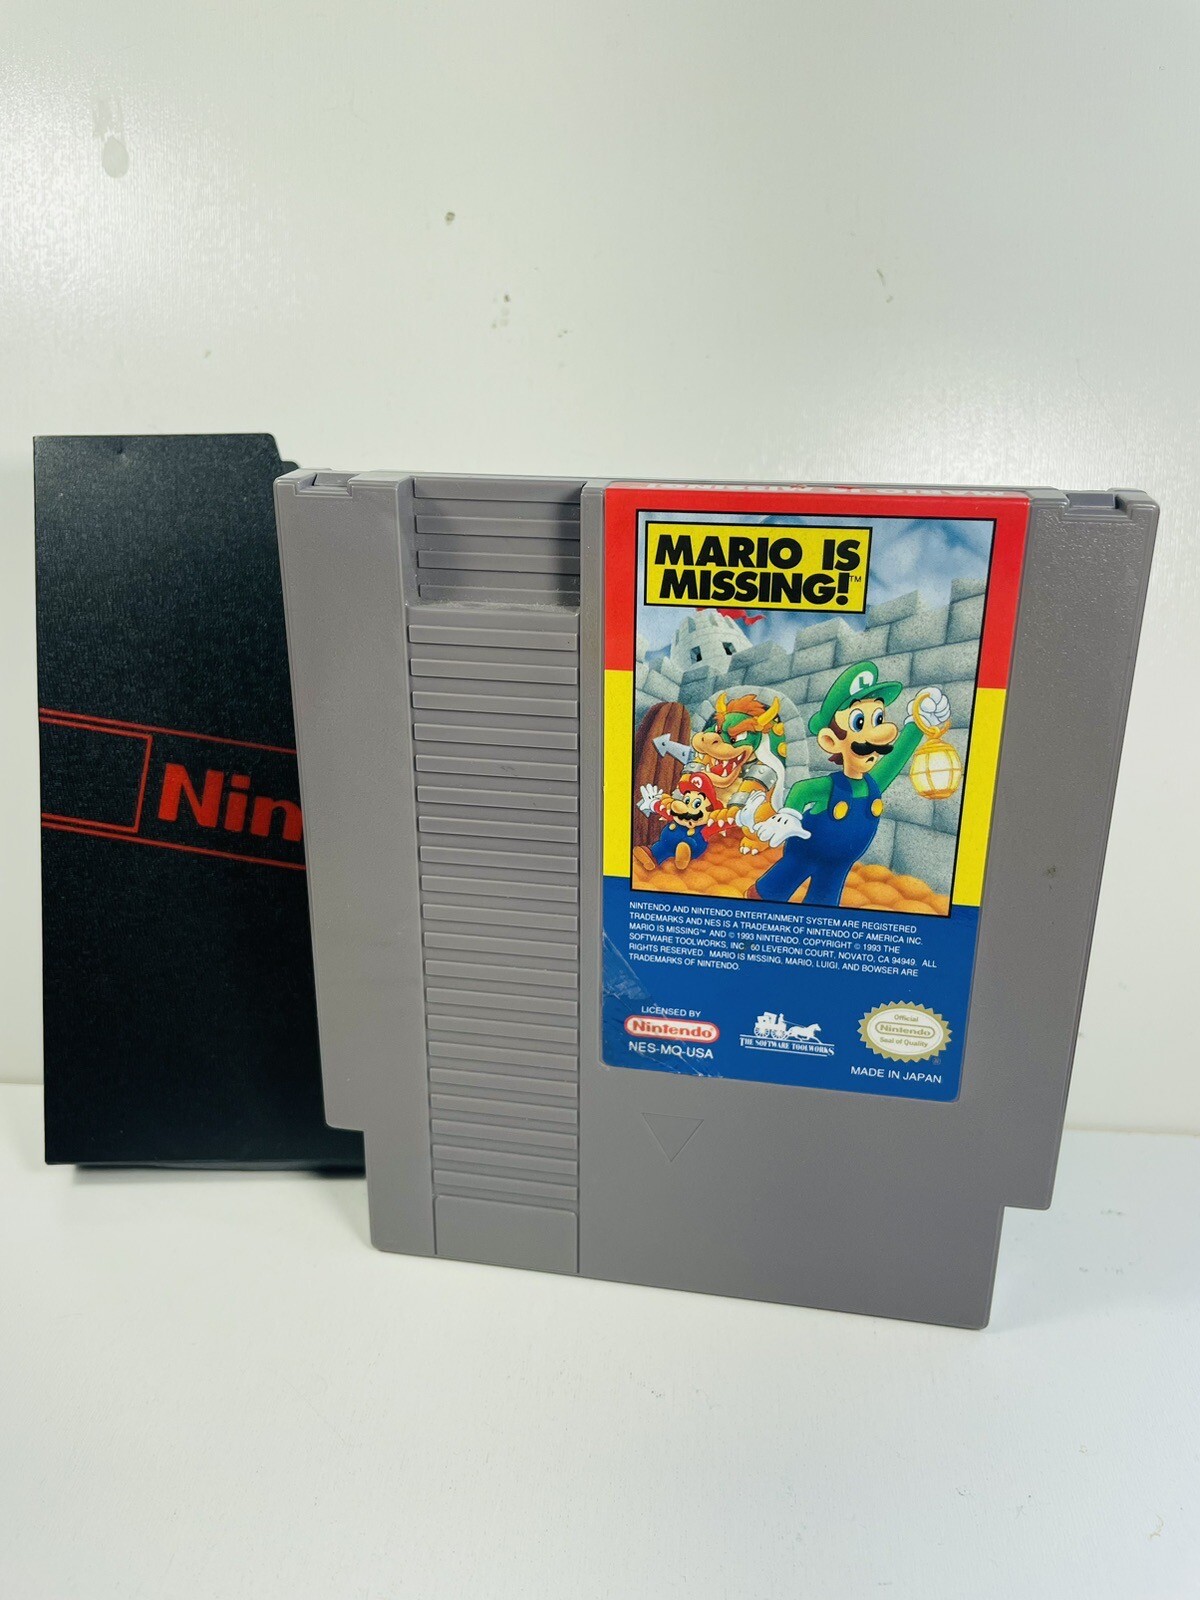 MARIO IS
MISSING!™
L
M
NINTENDO AND NINTENDO ENTERTAINMENT SYSTEM ARE REGISTERED
TRADEMARKS AND NES IS A TRADEMARK OF NINTENDO OF AMERICA INC.
MARIO IS MISSING™ AND © 1993 NINTENDO. COPYRIGHT © 1993 THE
SOFTWARE TOOLWORKS, INC. 60 LEVERONI COURT, NOVATO, CA 94949. ALL
RIGHTS RESERVED. MARIO IS MISSING, MARIO, LUIGI, AND BOWSER ARE
TRADEMARKS OF NINTENDO.
LICENSED BY
Nintendo®
NES-MQ-USA
THE SOFTWARE TOOLWORKS
Official
Nintendo
Seal of Quality
®
MADE IN JAPAN
Nin